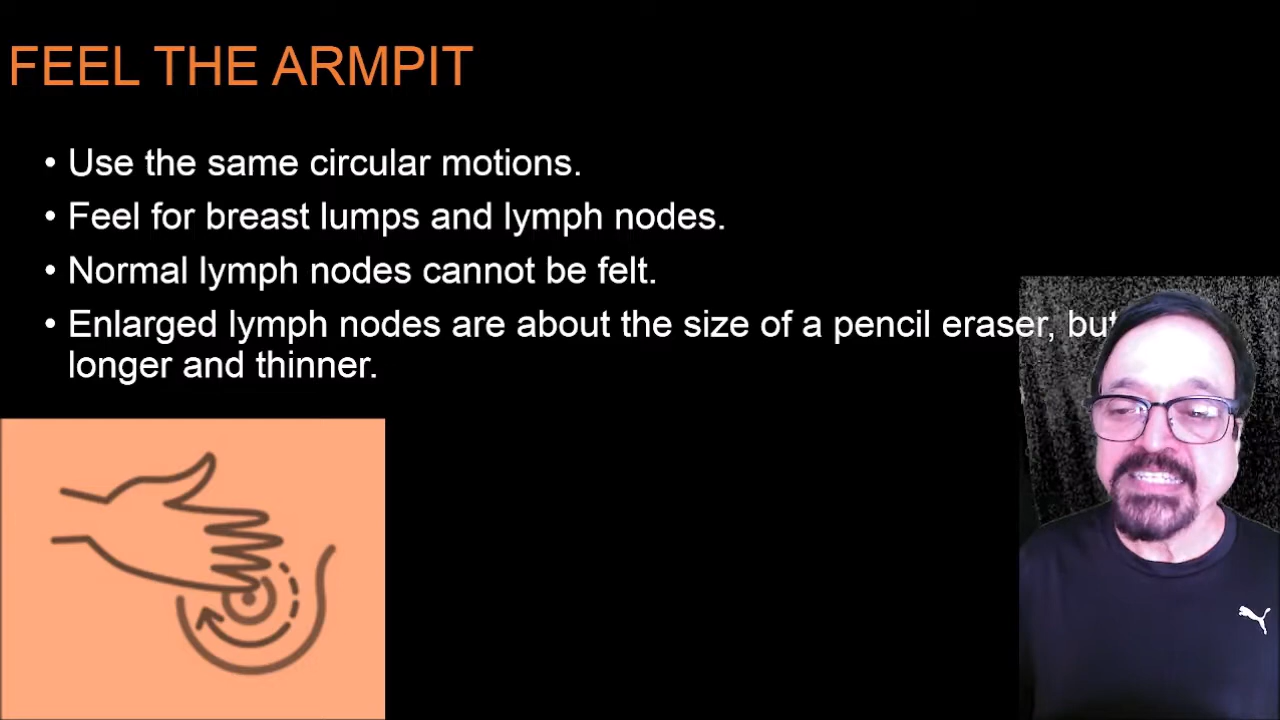 FEEL THE ARMPIT
• Use the same circular motions.
• Feel for breast lumps and lymph nodes.
• Normal lymph nodes cannot be felt.
• Enlarged lymph nodes are about the size of a pencil eraser, but
longer and thinner.